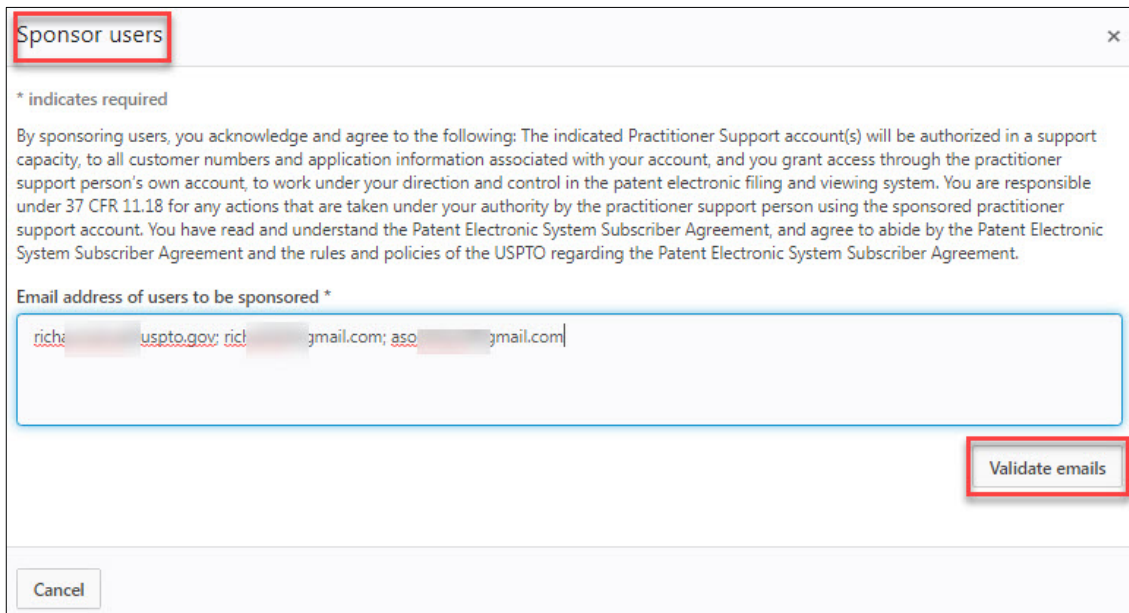 Sponsor users
×
* indicates required
By sponsoring users, you acknowledge and agree to the following: The indicated Practitioner Support account(s) will be authorized in a support
capacity, to all customer numbers and application information associated with your account, and you grant access through the practitioner
support person's own account, to work under your direction and control in the patent electronic filing and viewing system. You are responsible
under 37 CFR 11.18 for any actions that are taken under your authority by the practitioner support person using the sponsored practitioner
support account. You have read and understand the Patent Electronic System Subscriber Agreement, and agree to abide by the Patent Electronic
System Subscriber Agreement and the rules and policies of the USPTO regarding the Patent Electronic System Subscriber Agreement.
Email address of users to be sponsored *
richa uspto.gov; rich gmail.com; aso gmail.com
Validate emails
Cancel